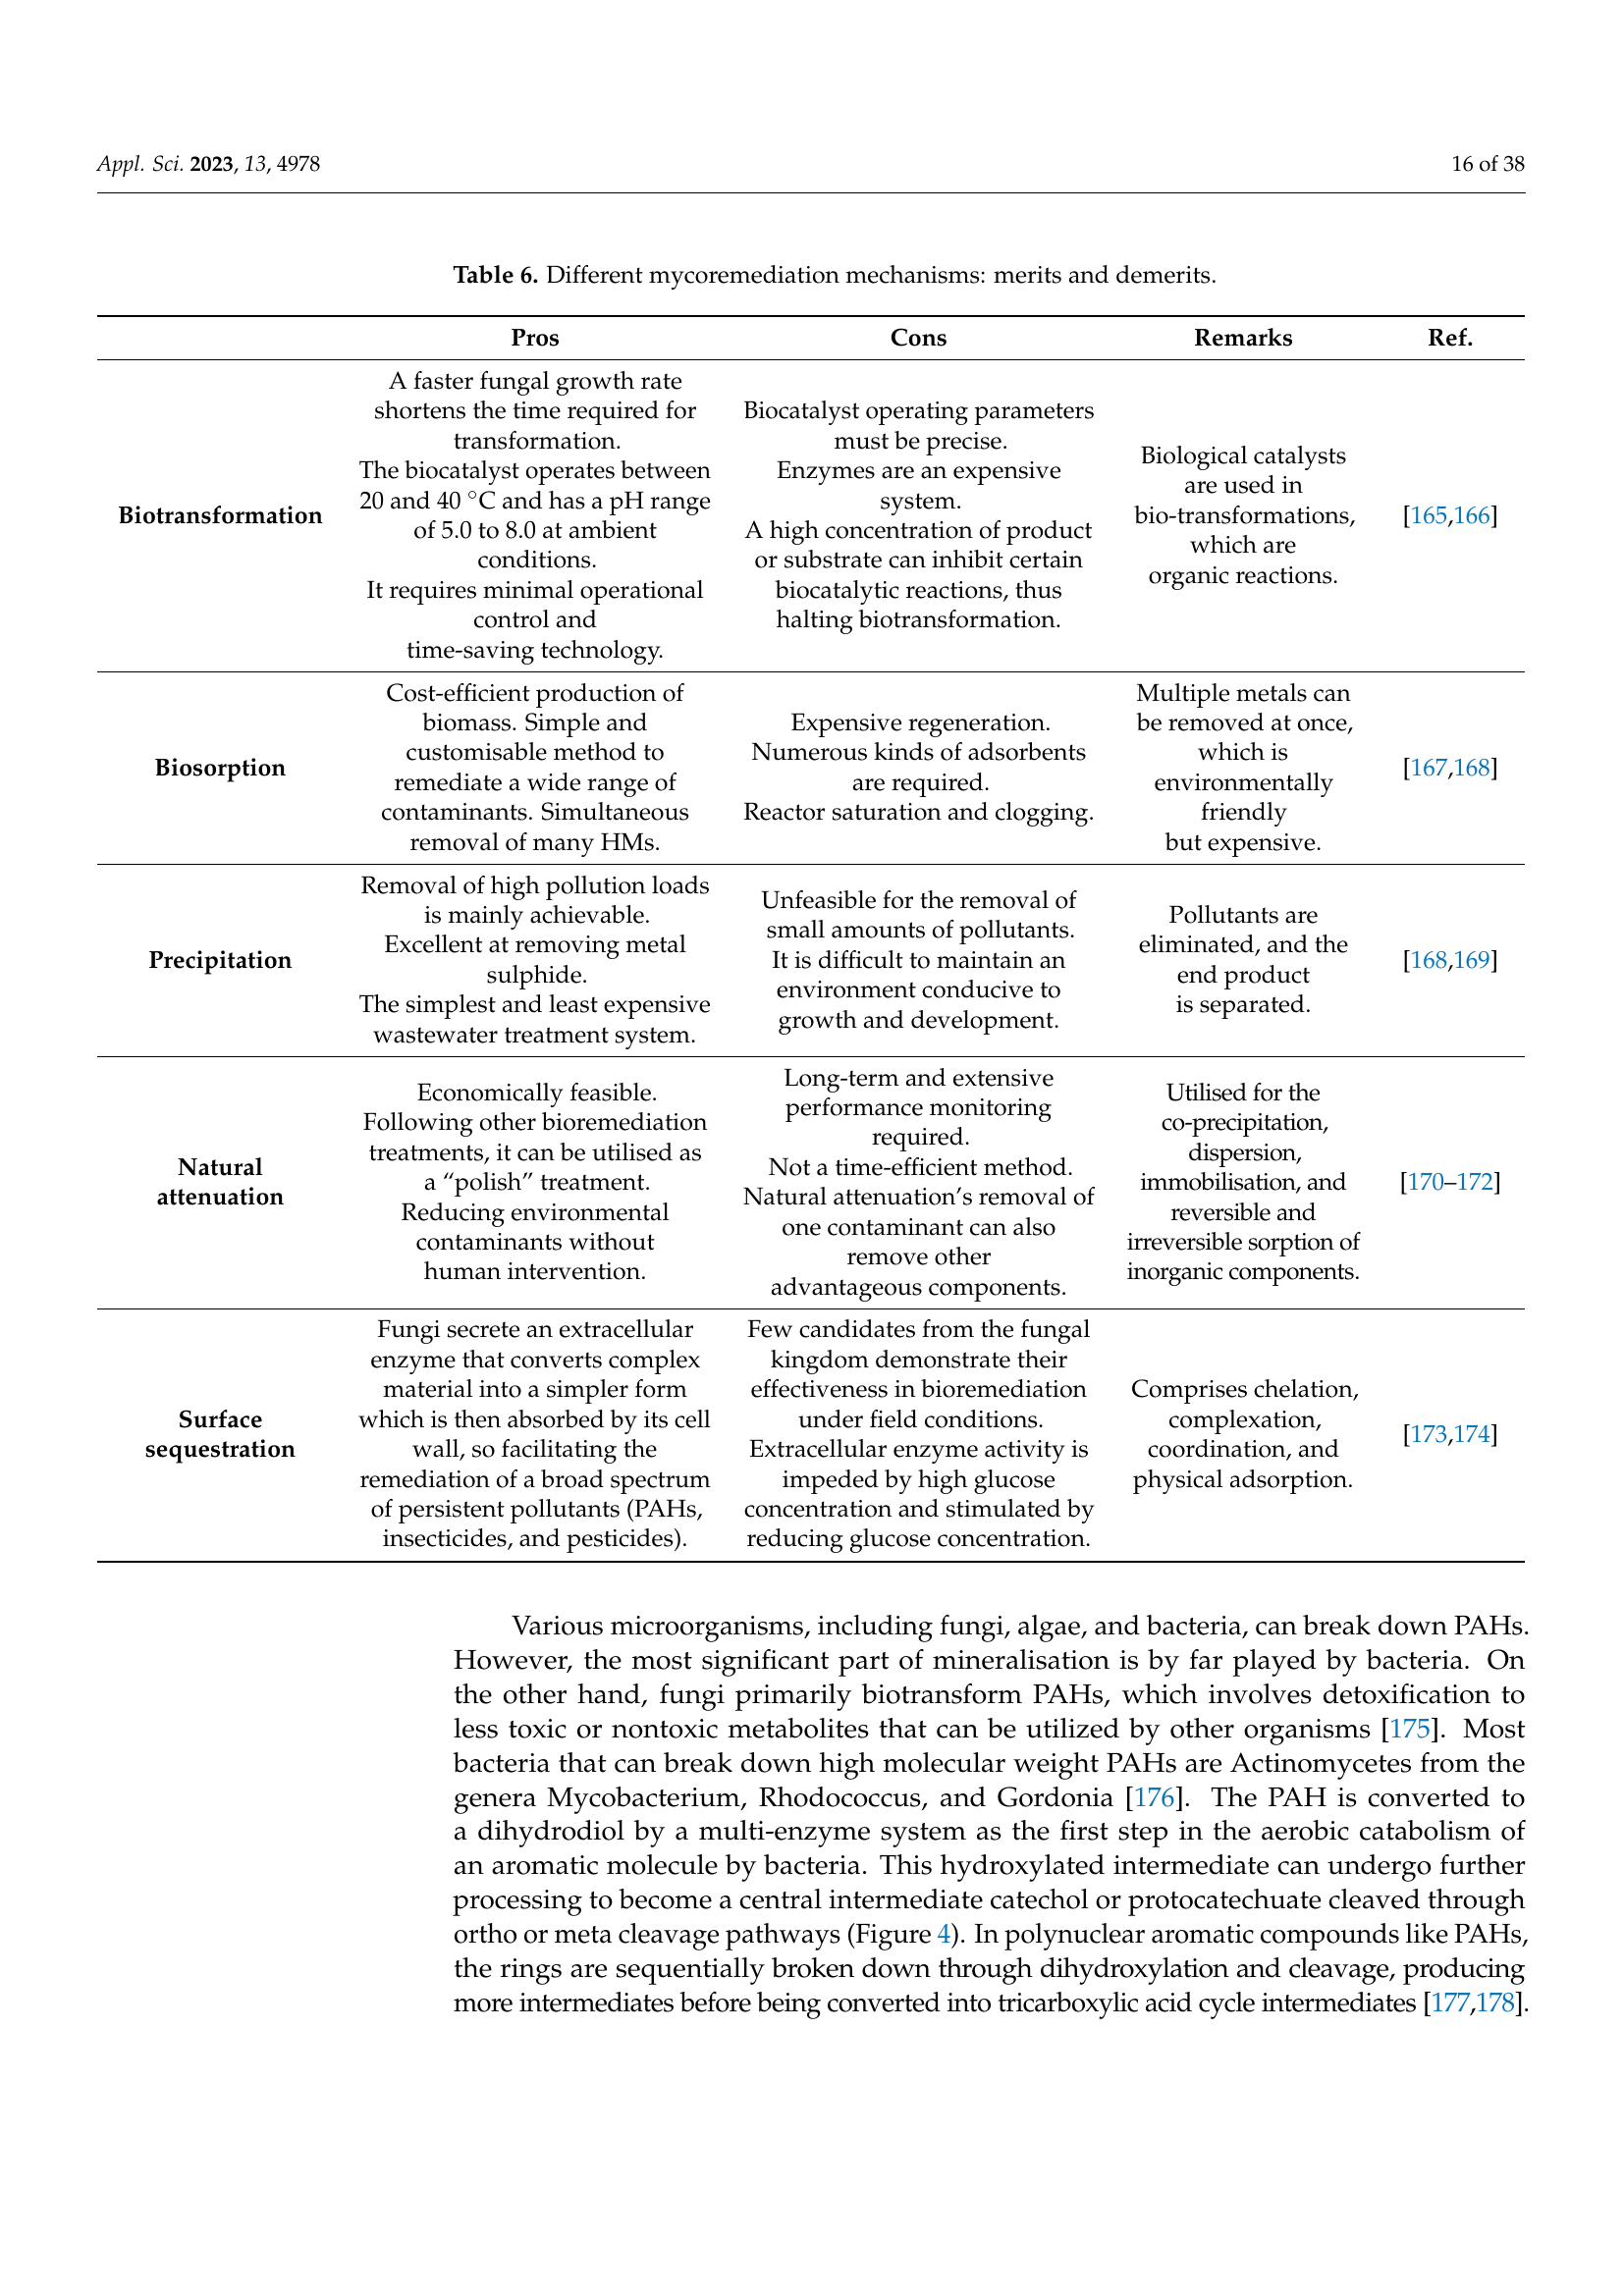 Appl. Sci. 2023, 13, 4978
16 of 38
Table 6. Different mycoremediation mechanisms: merits and demerits.
Pros
Cons
Remarks
Ref.
Biotransformation
A faster fungal growth rate
shortens the time required for
transformation.
The biocatalyst operates between
20 and 40 °C and has a pH range
of 5.0 to 8.0 at ambient
conditions.
It requires minimal operational
control and
time-saving technology.
Biocatalyst operating parameters
must be precise.
Enzymes are an expensive
system.
A high concentration of product
or substrate can inhibit certain
biocatalytic reactions, thus
halting biotransformation.
Biological catalysts
are used in
bio-transformations,
which are
organic reactions.
[165,166]
Biosorption
Cost-efficient production of
biomass. Simple and
customisable method to
remediate a wide range of
contaminants. Simultaneous
removal of many HMs.
Expensive regeneration.
Numerous kinds of adsorbents
are required.
Reactor saturation and clogging.
Multiple metals can
be removed at once,
which is
environmentally
friendly
but expensive.
[167,168]
Precipitation
Removal of high pollution loads
is mainly achievable.
Excellent at removing metal
sulphide.
The simplest and least expensive
wastewater treatment system.
Unfeasible for the removal of
small amounts of pollutants.
It is difficult to maintain an
environment conducive to
growth and development.
Pollutants are
eliminated, and the
end product
is separated.
[168,169]
Natural
attenuation
Economically feasible.
Following other bioremediation
treatments, it can be utilised as
a “polish” treatment.
Reducing environmental
contaminants without
human intervention.
Long-term and extensive
performance monitoring
required.
Not a time-efficient method.
Natural attenuation’s removal of
one contaminant can also
remove other
advantageous components.
Utilised for the
co-precipitation,
dispersion,
immobilisation, and
reversible and
irreversible sorption of
inorganic components.
[170–172]
Surface
sequestration
Fungi secrete an extracellular
enzyme that converts complex
material into a simpler form
which is then absorbed by its cell
wall, so facilitating the
remediation of a broad spectrum
of persistent pollutants (PAHs,
insecticides, and pesticides).
Few candidates from the fungal
kingdom demonstrate their
effectiveness in bioremediation
under field conditions.
Extracellular enzyme activity is
impeded by high glucose
concentration and stimulated by
reducing glucose concentration.
Comprises chelation,
complexation,
coordination, and
physical adsorption.
[173,174]
Various microorganisms, including fungi, algae, and bacteria, can break down PAHs.
However, the most significant part of mineralisation is by far played by bacteria. On
the other hand, fungi primarily biotransform PAHs, which involves detoxification to
less toxic or nontoxic metabolites that can be utilized by other organisms [175]. Most
bacteria that can break down high molecular weight PAHs are Actinomycetes from the
genera Mycobacterium, Rhodococcus, and Gordonia [176]. The PAH is converted to
a dihydrodiol by a multi-enzyme system as the first step in the aerobic catabolism of
an aromatic molecule by bacteria. This hydroxylated intermediate can undergo further
processing to become a central intermediate catechol or protocatechuate cleaved through
ortho or meta cleavage pathways (Figure 4). In polynuclear aromatic compounds like PAHs,
the rings are sequentially broken down through dihydroxylation and cleavage, producing
more intermediates before being converted into tricarboxylic acid cycle intermediates [177,178].